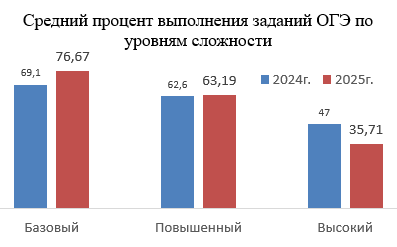 Средний процент выполнения заданий ОГЭ по
уровням сложности
69,1
76,67
62,6
63,19
47
35,71
2024г.
2025г.
Базовый
Повышенный
Высокий